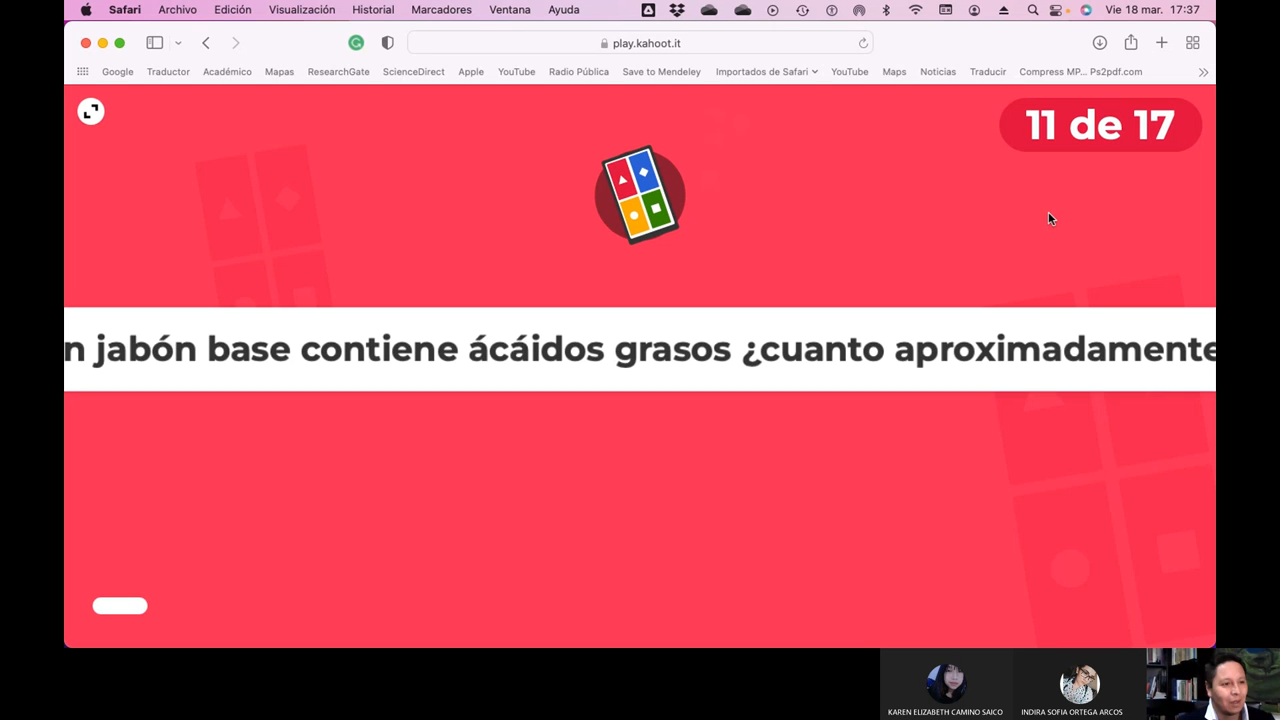 Safari Archivo Edición Visualización Historial Marcadores Ventana Ayuda Vie 18 mar. 17:37
play.kahoot.it
Google Traductor Académico Mapas ResearchGate ScienceDirect Apple YouTube Radio Pública Save to Mendeley Importados de Safari YouTube Maps Noticias Traducir Compress MP... Ps2pdf.com
11 de 17
n jabón base contiene ácáidos grasos ¿cuanto aproximadamente
KAREN ELIZABETH CAMINO SAICO INDIRA SOFIA ORTEGA ARCOS